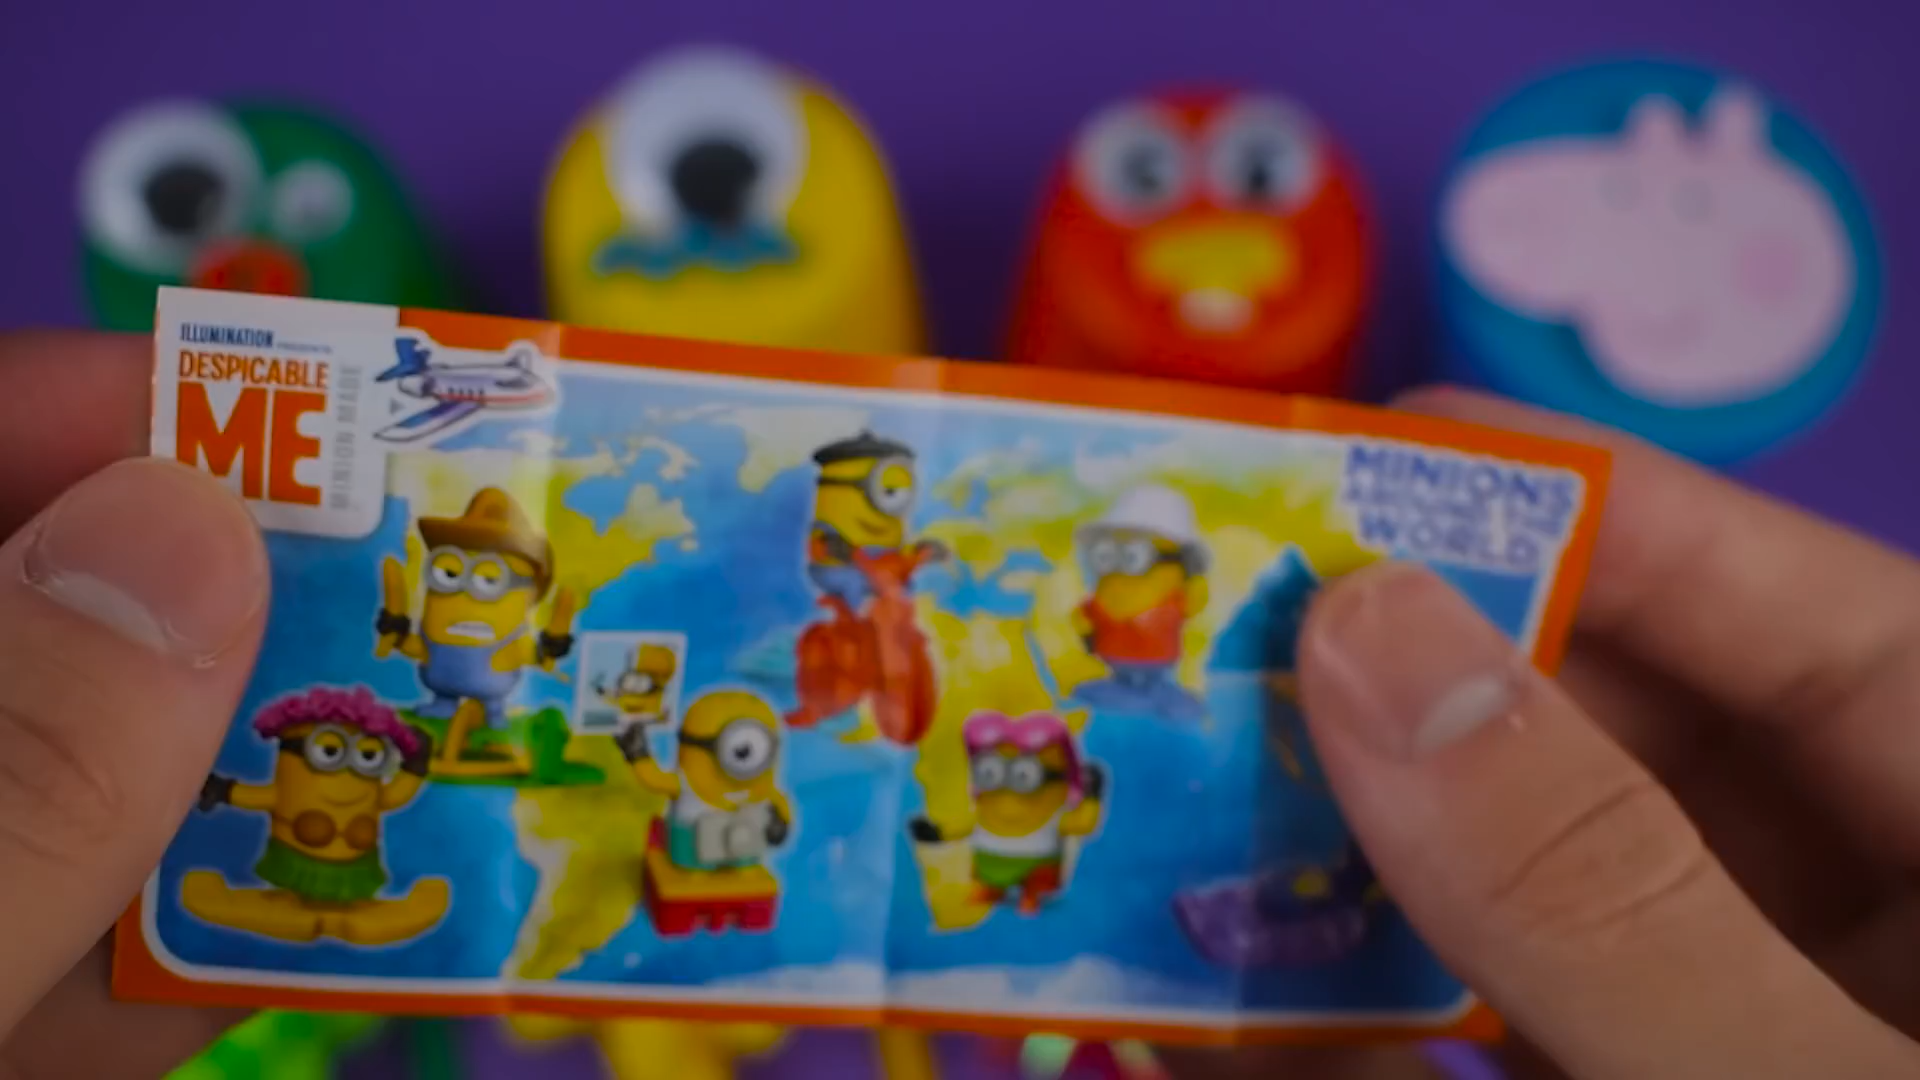 ILLUMINATION PRESENTS
DESPICABLE
ME
MINION MADE
MINIONS
AROUND THE
WORLD